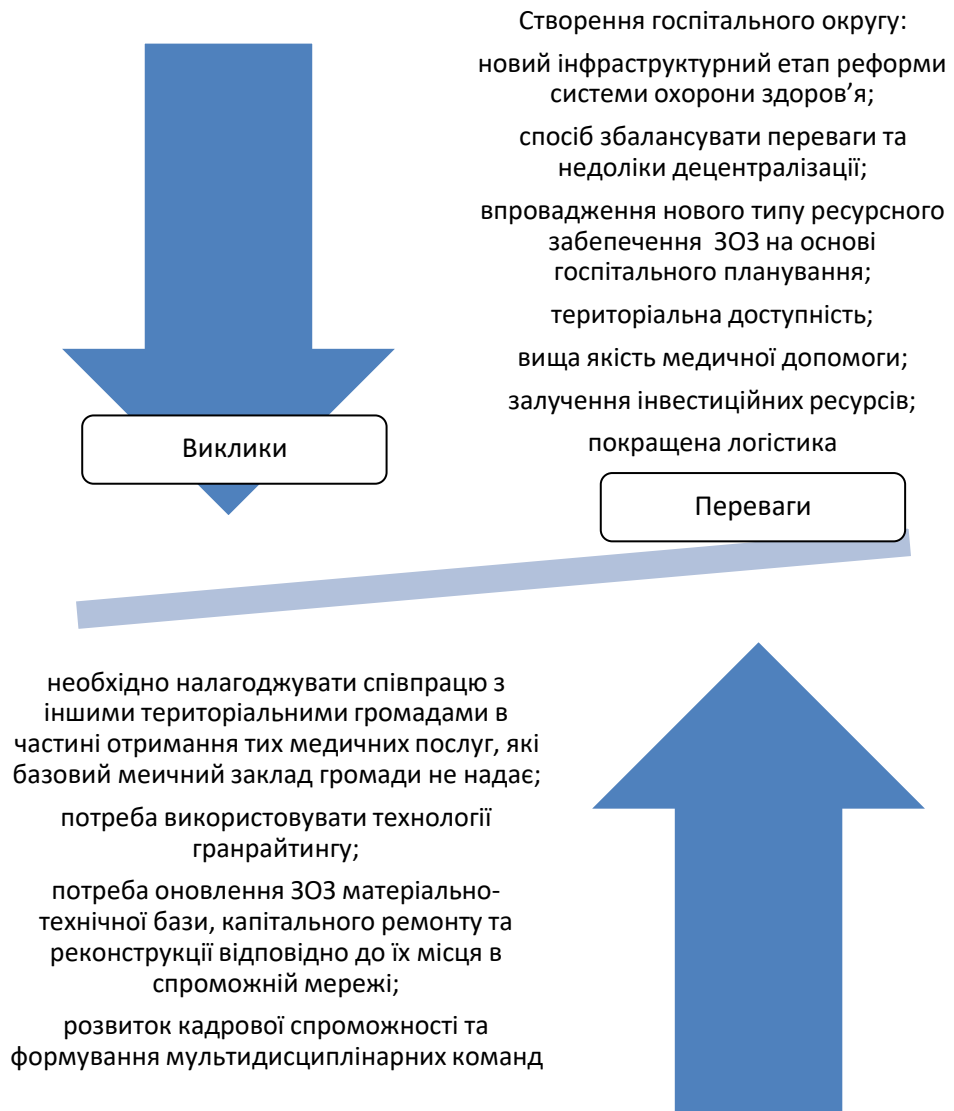 Створення госпітального округу:
новий інфраструктурний етап реформи
системи охорони здоров’я;
спосіб збалансувати переваги та
недоліки децентралізації;
впровадження нового типу ресурсного
забепечення ЗОЗ на основі
госпітального планування;
територіальна доступність;
вища якість медичної допомоги;
залучення інвестиційних ресурсів;
покращена логістика
Виклики
Переваги
необхідно налагоджувати співпрацю з
іншими територіальними громадами в
частині отримання тих медичних послуг, які
базовий меичний заклад громади не надає;
потреба використовувати технології
гранрайтингу;
потреба оновлення ЗОЗ матеріально-
технічної бази, капітального ремонту та
реконструкції відповідно до їх місця в
спроможній мережі;
розвиток кадрової спроможності та
формування мультидисциплінарних команд